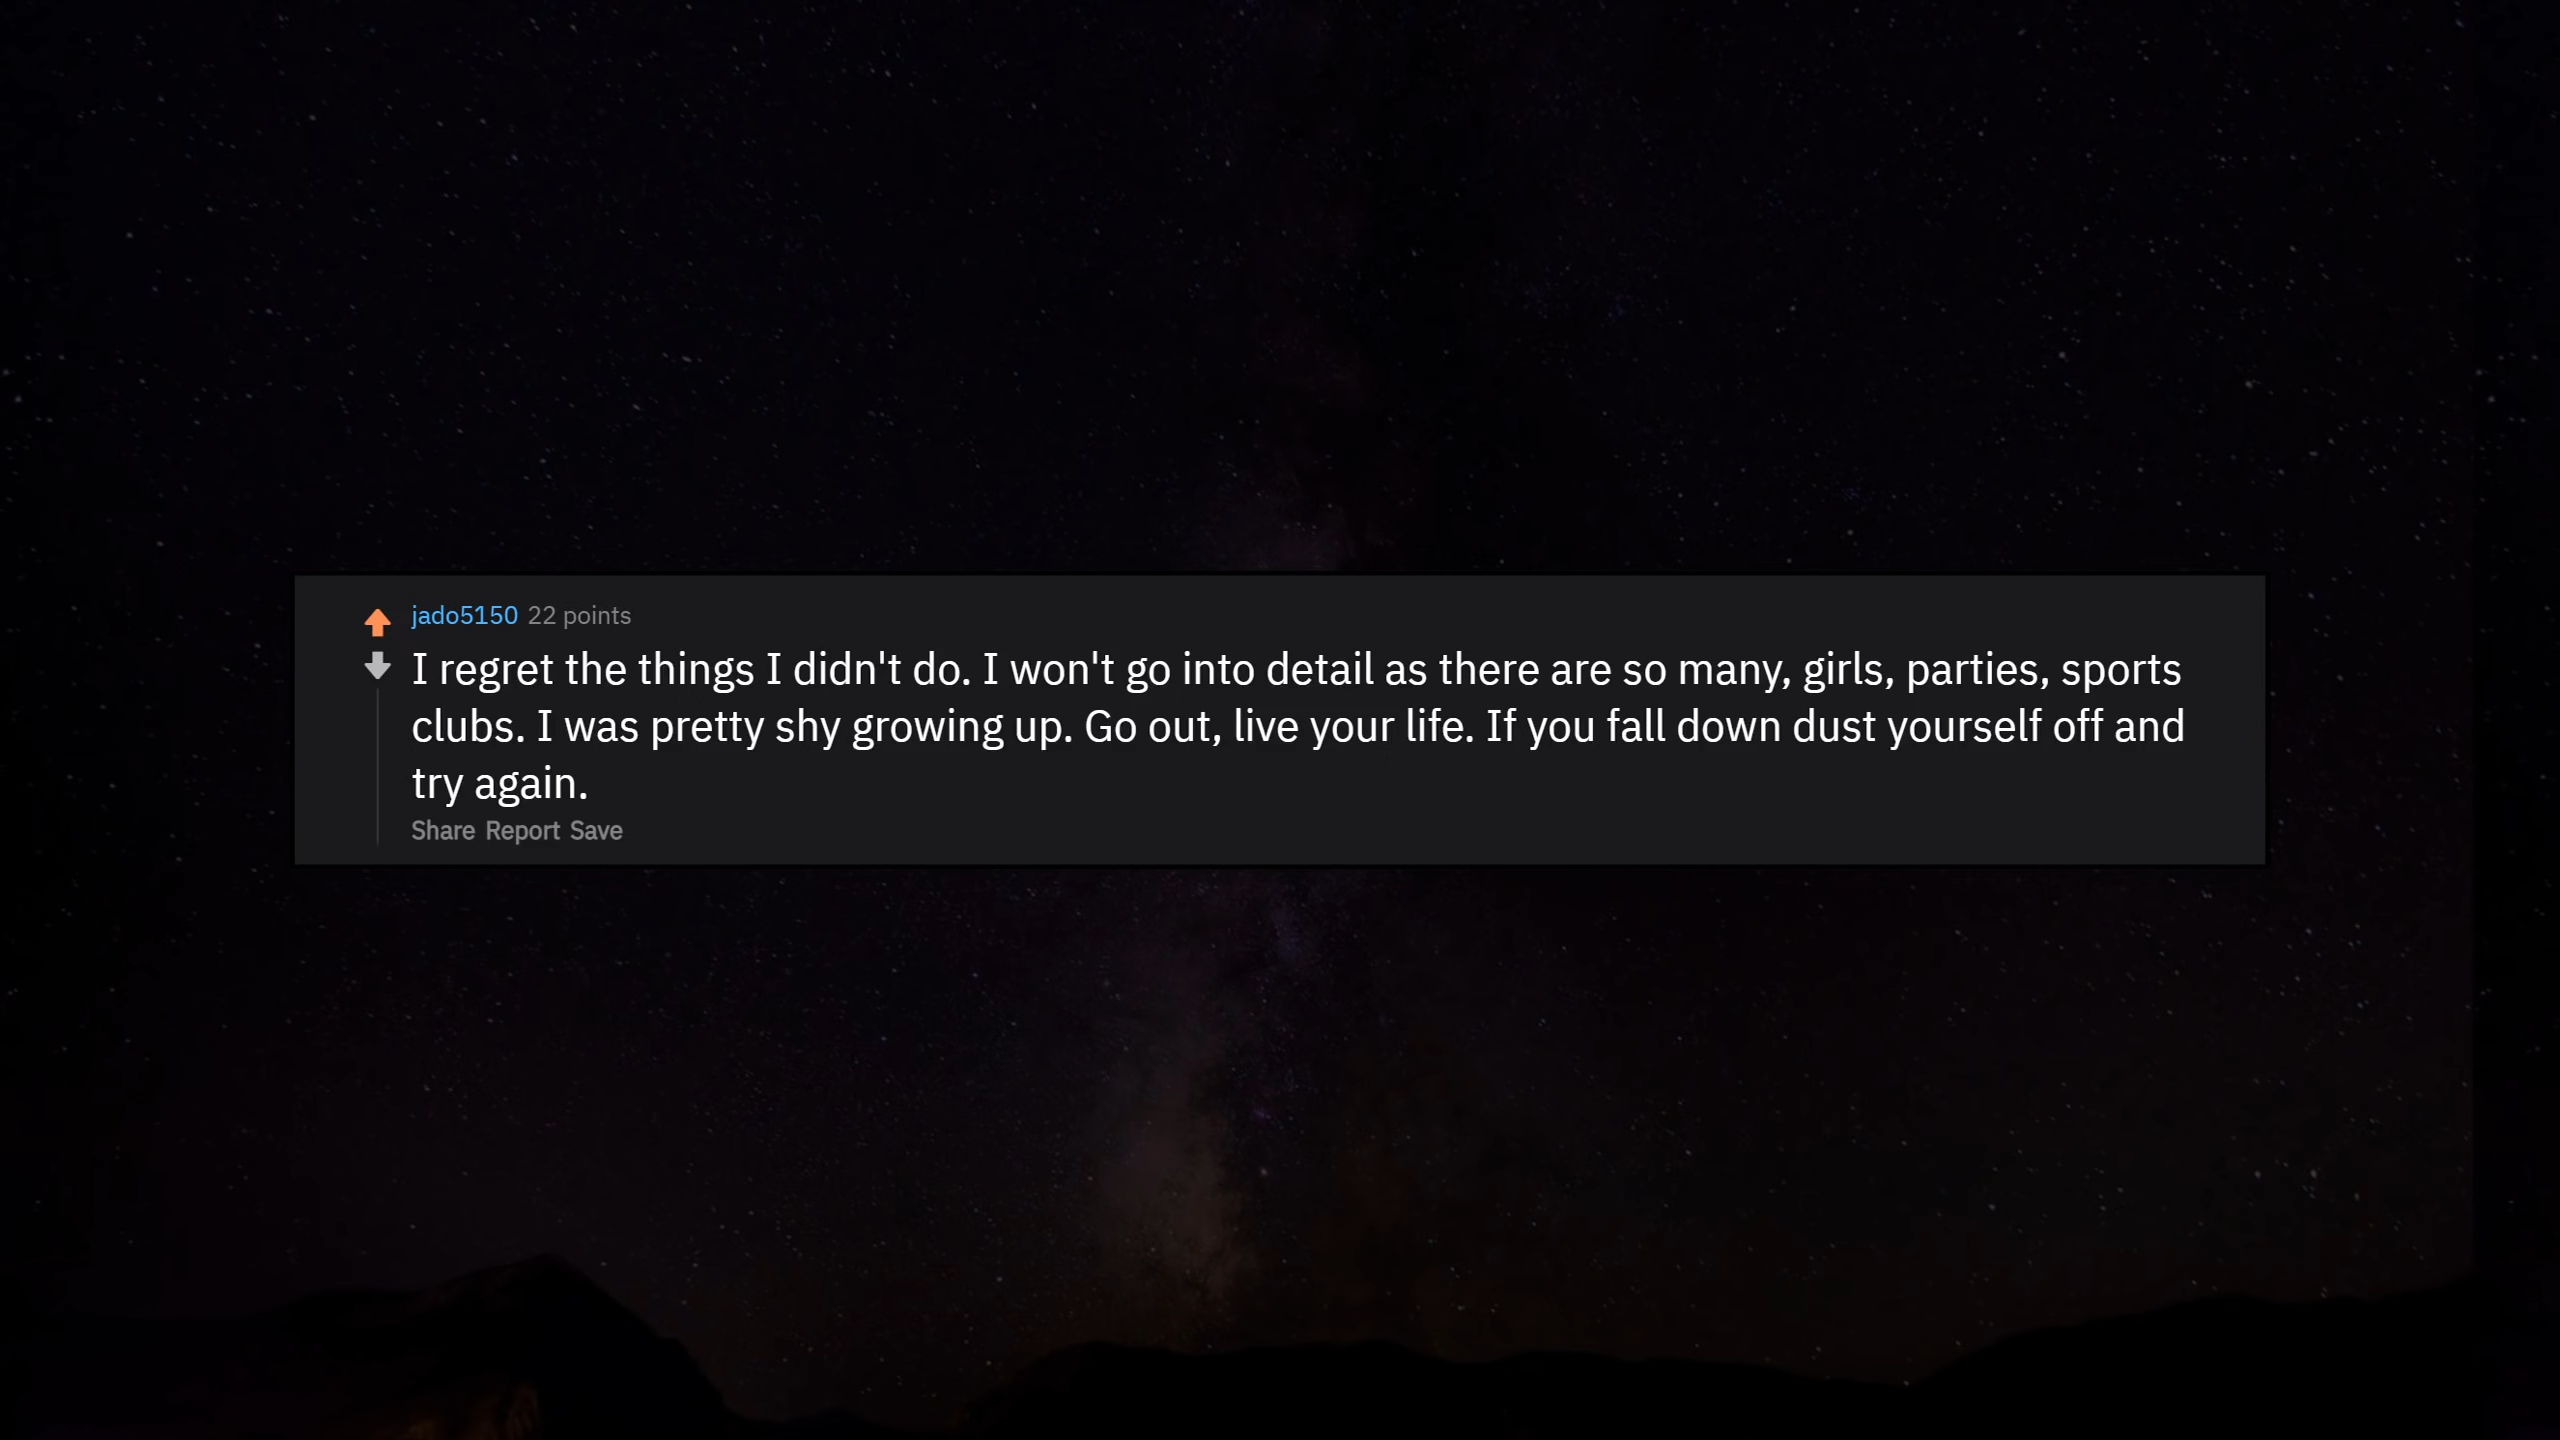 jado5150 22 points
I regret the things I didn't do. I won't go into detail as there are so many, girls, parties, sports
clubs. I was pretty shy growing up. Go out, live your life. If you fall down dust yourself off and
try again.
Share Report Save